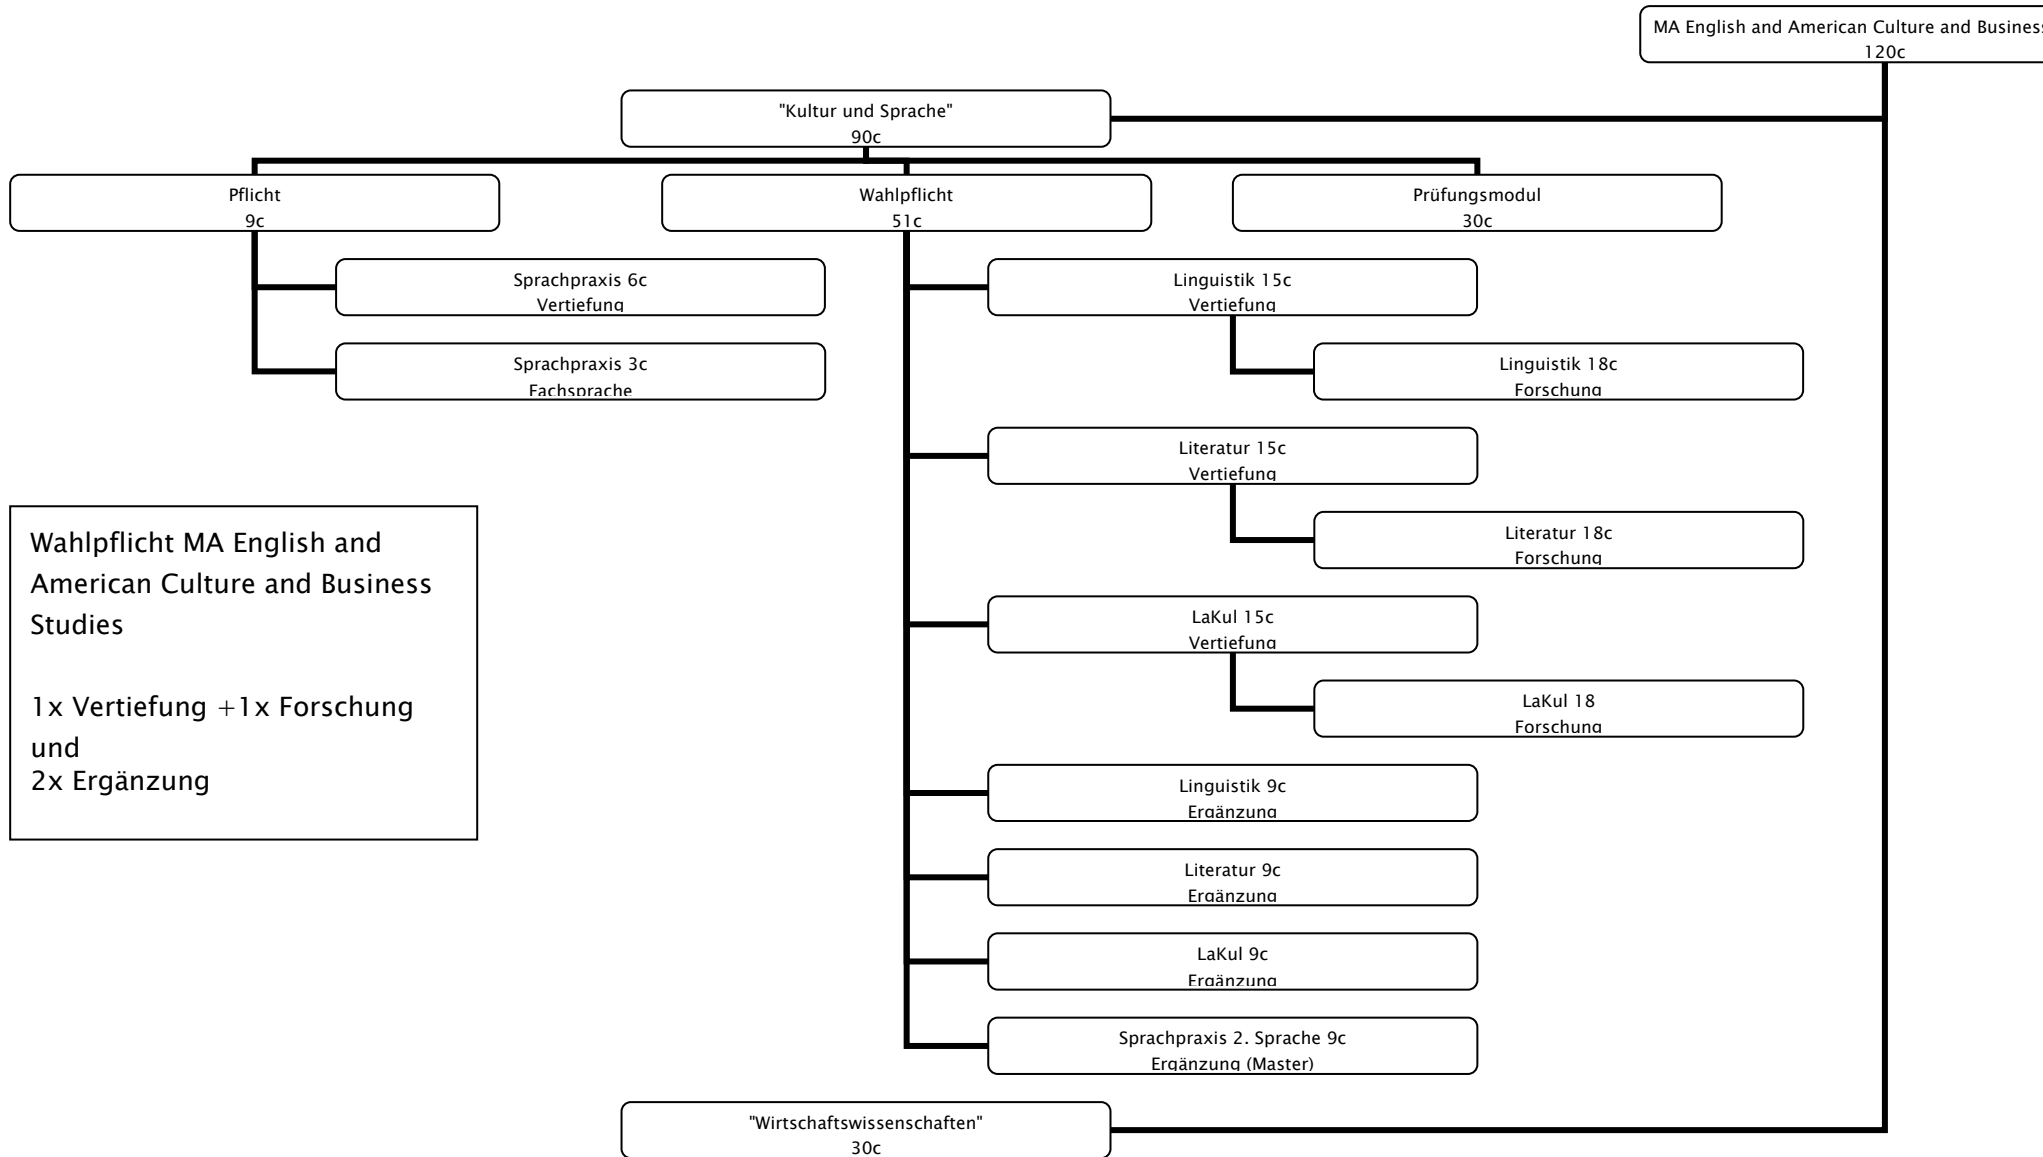 MA English and American Culture and Business
120c
"Kultur und Sprache"
90c
Pflicht
9c
Wahlpflicht
51c
Prüfungsmodul
30c
Sprachpraxis 6c
Vertiefung
Sprachpraxis 3c
Fachsprache
Linguistik 15c
Vertiefung
Linguistik 18c
Forschung
Literatur 15c
Vertiefung
Literatur 18c
Forschung
LaKul 15c
Vertiefung
LaKul 18
Forschung
Linguistik 9c
Ergänzung
Literatur 9c
Ergänzung
LaKul 9c
Ergänzung
Sprachpraxis 2. Sprache 9c
Ergänzung (Master)
"Wirtschaftswissenschaften"
30c
Wahlpflicht MA English and
American Culture and Business
Studies
1x Vertiefung +1x Forschung
und
2x Ergänzung